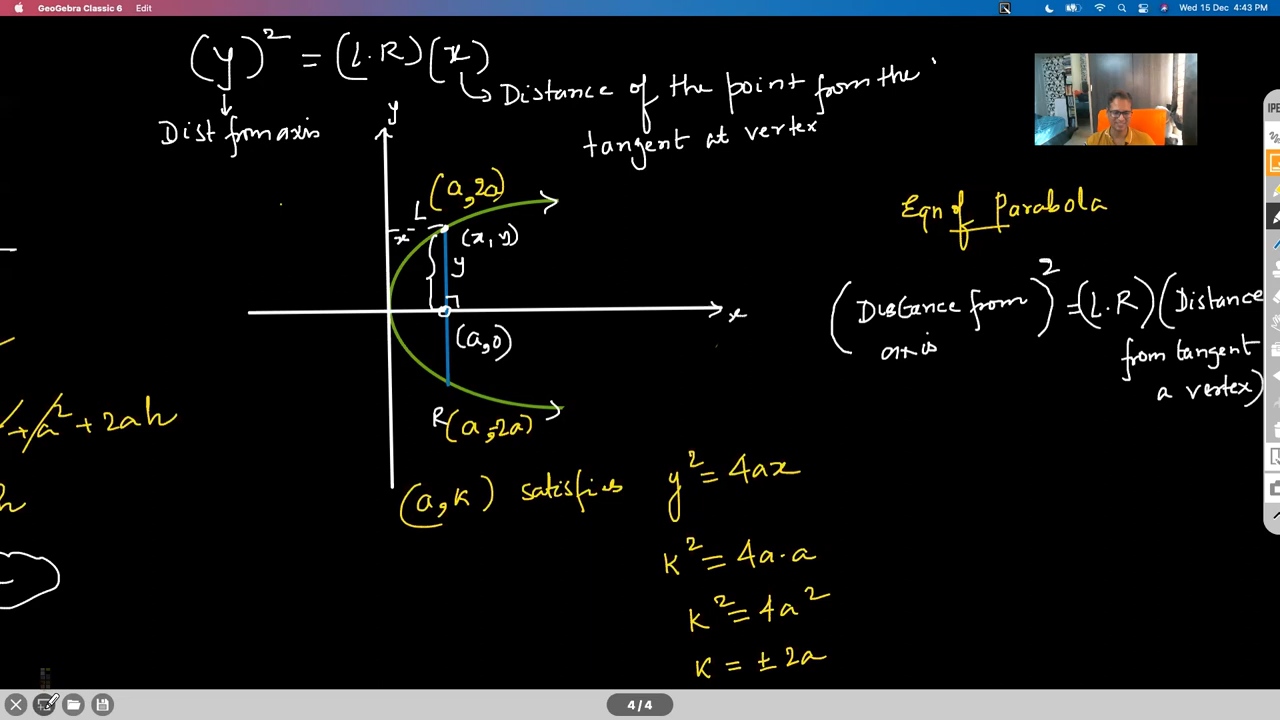 GeoGebra Classic 6 Edit
Wed 15 Dec 4:43 PM
(y)² = (L.R)(x)
Distance of the point from the
tangent at vertex
Dist from axis
y
(a, 2a)
L
x
(x, y)
y
x
(a, 0)
R(a, -2a)
Eqn of Parabola
(Distance from axis)² = (L.R)(Distance
from tangent
a vertex)
+ a² + 2ah
(a, k) satisfies y² = 4ax
k² = 4a·a
k² = 4a²
k = ± 2a
4 / 4